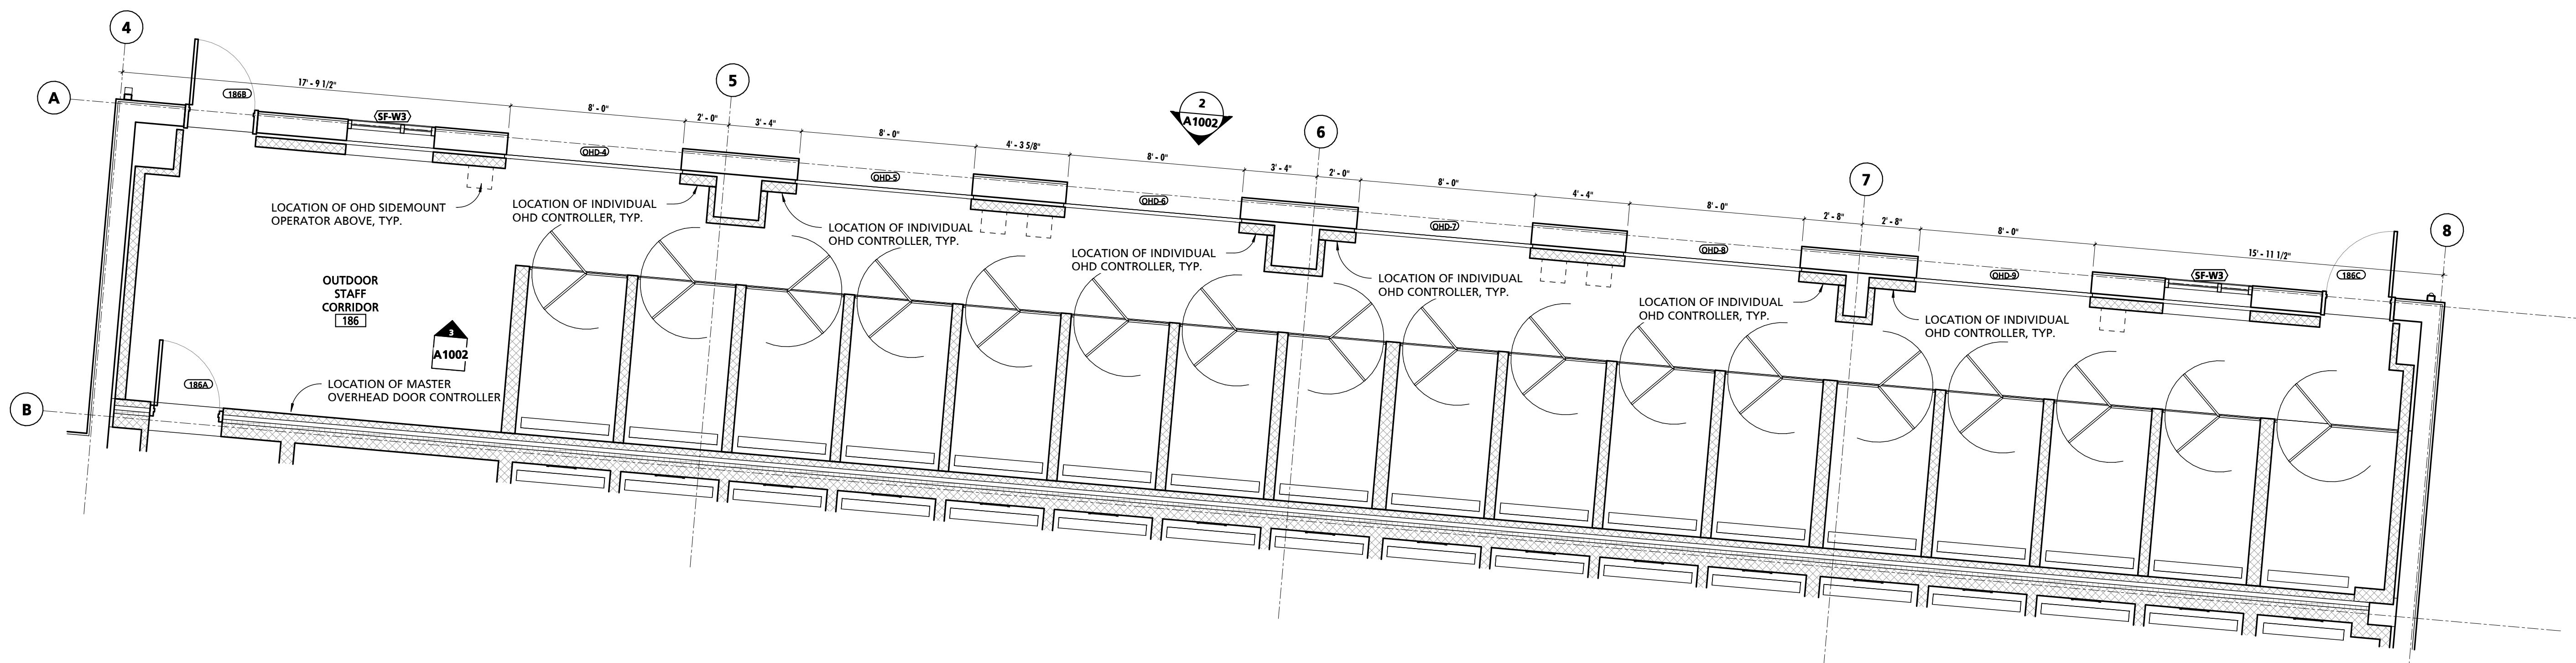 4
A
17' - 9 1/2"
186B
SF-W3
8' - 0"
5
2' - 0"
3' - 4"
OHD-4
8' - 0"
OHD-5
4' - 3 5/8"
2
A1002
8' - 0"
OHD-6
6
3' - 4"
2' - 0"
8' - 0"
OHD-7
4' - 4"
8' - 0"
OHD-8
7
2' - 8"
2' - 8"
8' - 0"
OHD-9
15' - 11 1/2"
SF-W3
186C
8
LOCATION OF OHD SIDEMOUNT
OPERATOR ABOVE, TYP.
LOCATION OF INDIVIDUAL
OHD CONTROLLER, TYP.
LOCATION OF INDIVIDUAL
OHD CONTROLLER, TYP.
LOCATION OF INDIVIDUAL
OHD CONTROLLER, TYP.
LOCATION OF INDIVIDUAL
OHD CONTROLLER, TYP.
LOCATION OF INDIVIDUAL
OHD CONTROLLER, TYP.
LOCATION OF INDIVIDUAL
OHD CONTROLLER, TYP.
OUTDOOR
STAFF
CORRIDOR
186
3
A1002
186A
LOCATION OF MASTER
OVERHEAD DOOR CONTROLLER
B